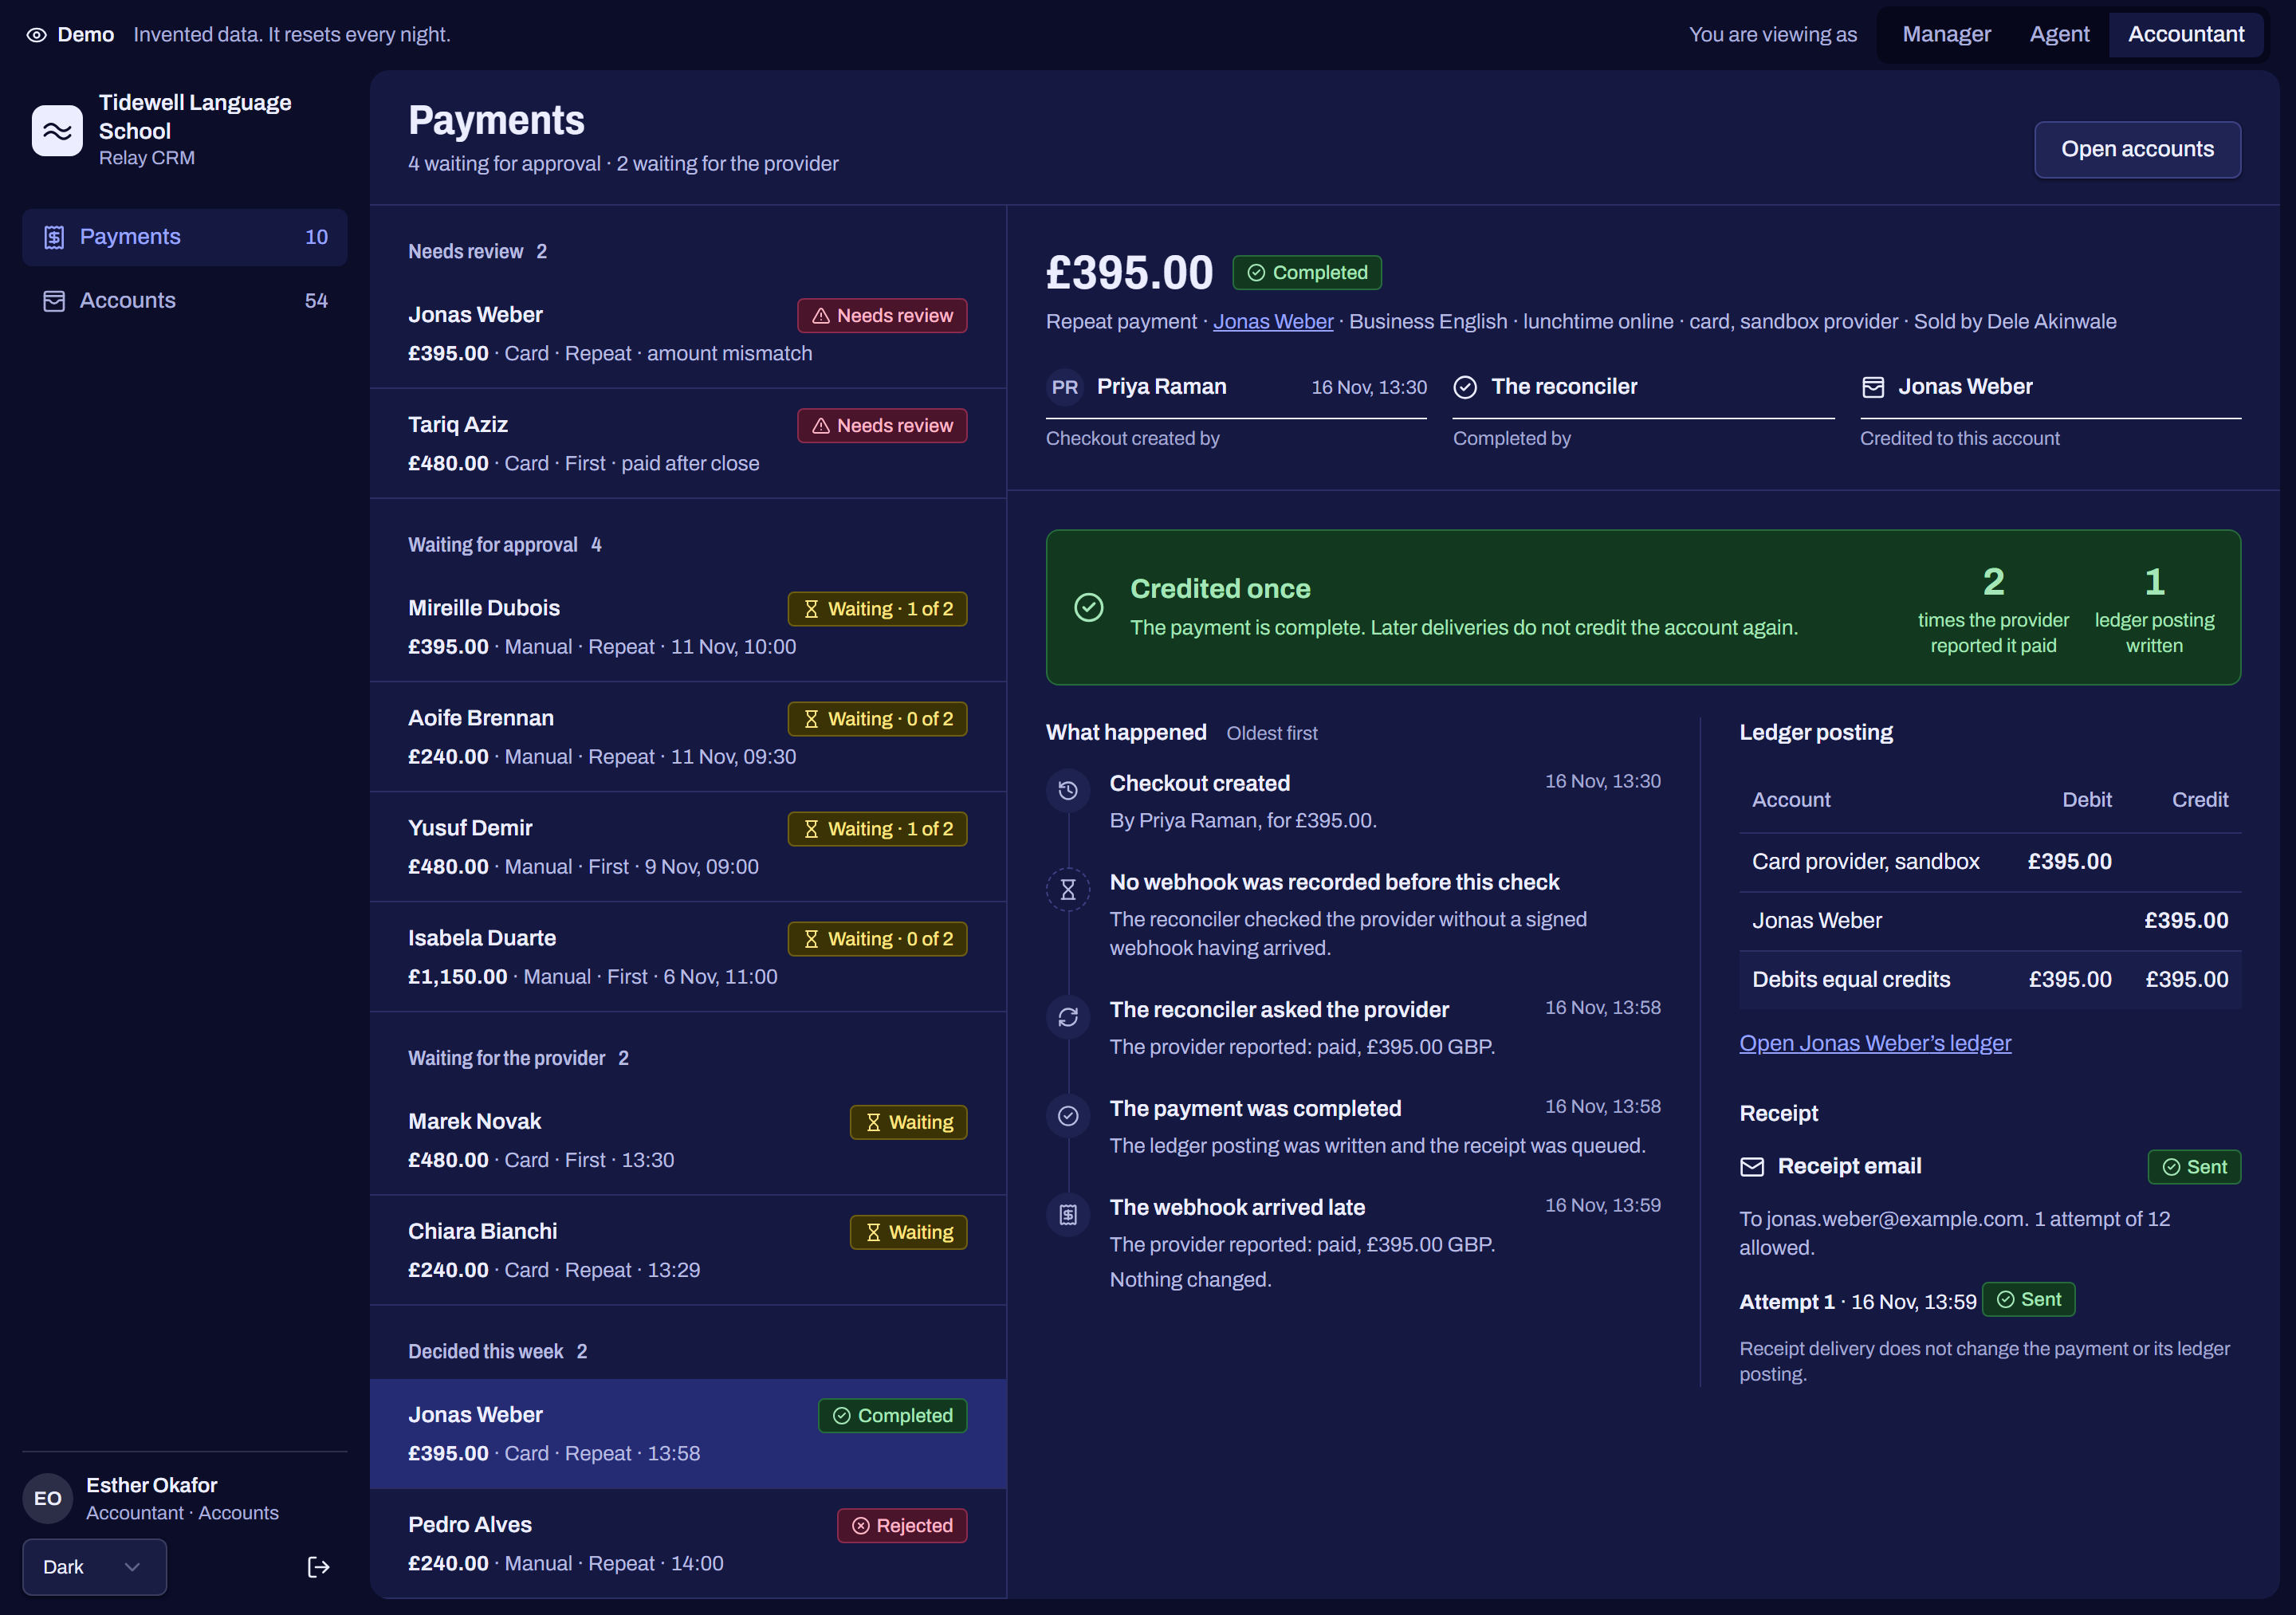 Demo Invented data. It resets every night.
You are viewing as Manager Agent Accountant
Tidewell Language
School
Relay CRM
Payments 10
Accounts 54
Esther Okafor
EO
Accountant · Accounts
Dark
Payments
4 waiting for approval · 2 waiting for the provider
Open accounts
Needs review 2
Jonas Weber Needs review
£395.00 · Card · Repeat · amount mismatch
Tariq Aziz Needs review
£480.00 · Card · First · paid after close
Waiting for approval 4
Mireille Dubois Waiting · 1 of 2
£395.00 · Manual · Repeat · 11 Nov, 10:00
Aoife Brennan Waiting · 0 of 2
£240.00 · Manual · Repeat · 11 Nov, 09:30
Yusuf Demir Waiting · 1 of 2
£480.00 · Manual · First · 9 Nov, 09:00
Isabela Duarte Waiting · 0 of 2
£1,150.00 · Manual · First · 6 Nov, 11:00
Waiting for the provider 2
Marek Novak Waiting
£480.00 · Card · First · 13:30
Chiara Bianchi Waiting
£240.00 · Card · Repeat · 13:29
Decided this week 2
Jonas Weber Completed
£395.00 · Card · Repeat · 13:58
Pedro Alves Rejected
£240.00 · Manual · Repeat · 14:00
£395.00 Completed
Repeat payment · Jonas Weber · Business English · lunchtime online · card, sandbox provider · Sold by Dele Akinwale
PR Priya Raman 16 Nov, 13:30
Checkout created by
The reconciler
Completed by
Jonas Weber
Credited to this account
Credited once
The payment is complete. Later deliveries do not credit the account again.
2
times the provider
reported it paid
1
ledger posting
written
What happened Oldest first
Checkout created 16 Nov, 13:30
By Priya Raman, for £395.00.
No webhook was recorded before this check
The reconciler checked the provider without a signed
webhook having arrived.
The reconciler asked the provider 16 Nov, 13:58
The provider reported: paid, £395.00 GBP.
The payment was completed 16 Nov, 13:58
The ledger posting was written and the receipt was queued.
The webhook arrived late 16 Nov, 13:59
The provider reported: paid, £395.00 GBP.
Nothing changed.
Ledger posting
Account Debit Credit
Card provider, sandbox £395.00
Jonas Weber £395.00
Debits equal credits £395.00 £395.00
Open Jonas Weber’s ledger
Receipt
Receipt email Sent
To jonas.weber@example.com. 1 attempt of 12
allowed.
Attempt 1 · 16 Nov, 13:59 Sent
Receipt delivery does not change the payment or its ledger
posting.